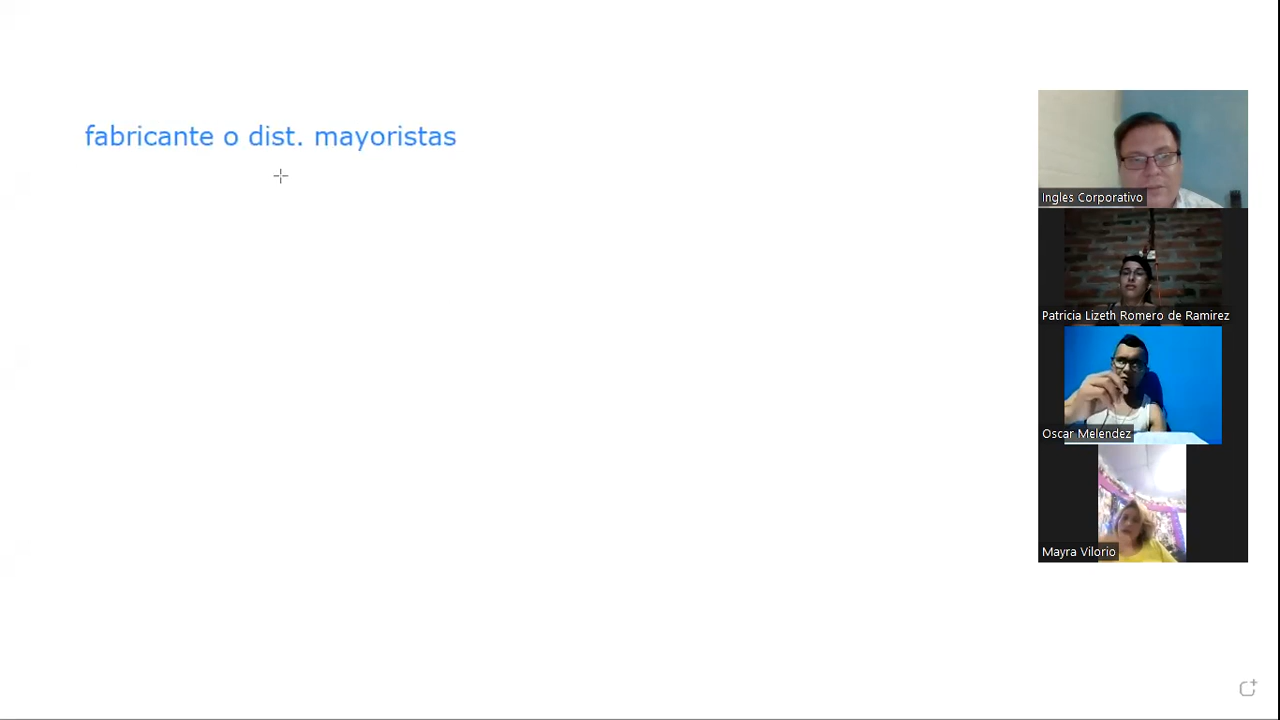 fabricante o dist. mayoristas
Ingles Corporativo
Patricia Lizeth Romero de Ramirez
Oscar Melendez
Mayra Vilorio